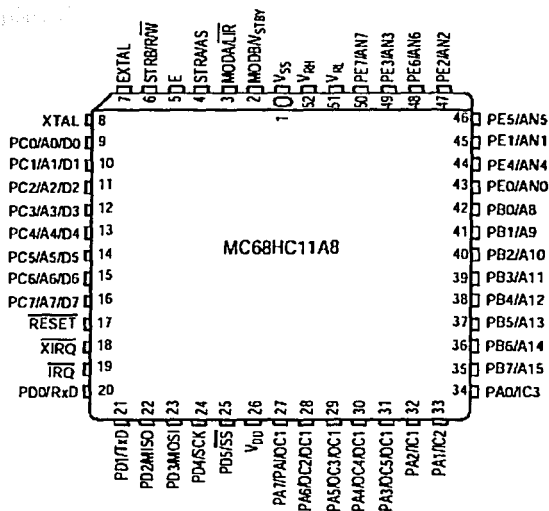 EXTAL
STRB/R/W̅
E
STRA/AS
MODA/L̅I̅R̅
MODB/VSTBY
VSS
VRH
VRL
PE7/AN7
PE3/AN3
PE6/AN6
PE2/AN2
7 6 5 4 3 2 1 52 51 50 49 48 47
XTAL 8
PC0/A0/D0 9
PC1/A1/D1 10
PC2/A2/D2 11
PC3/A3/D3 12
PC4/A4/D4 13
PC5/A5/D5 14
PC6/A6/D6 15
PC7/A7/D7 16
R̅E̅S̅E̅T̅ 17
X̅I̅R̅Q̅ 18
I̅R̅Q̅ 19
PD0/RxD 20
MC68HC11A8
46 PE5/AN5
45 PE1/AN1
44 PE4/AN4
43 PE0/AN0
42 PB0/A8
41 PB1/A9
40 PB2/A10
39 PB3/A11
38 PB4/A12
37 PB5/A13
36 PB6/A14
35 PB7/A15
34 PA0/IC3
21 22 23 24 25 26 27 28 29 30 31 32 33
PD1/TxD
PD2/MISO
PD3/MOSI
PD4/SCK
PD5/S̅S̅
VDD
PA7/PAI/OC1
PA6/OC2/OC1
PA5/OC3/OC1
PA4/OC4/OC1
PA3/OC5/OC1
PA2/IC1
PA1/IC2